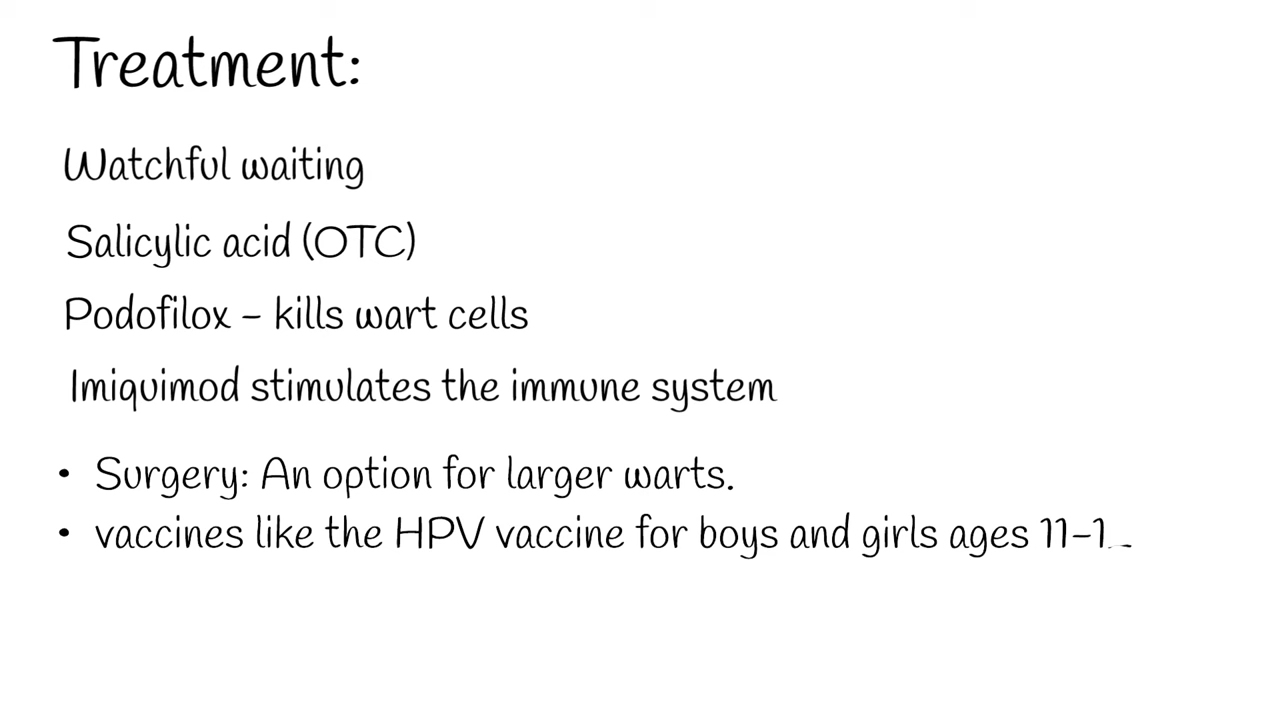 Treatment:
Watchful waiting
Salicylic acid (OTC)
Podofilox - kills wart cells
Imiquimod stimulates the immune system
• Surgery: An option for larger warts.
• vaccines like the HPV vaccine for boys and girls ages